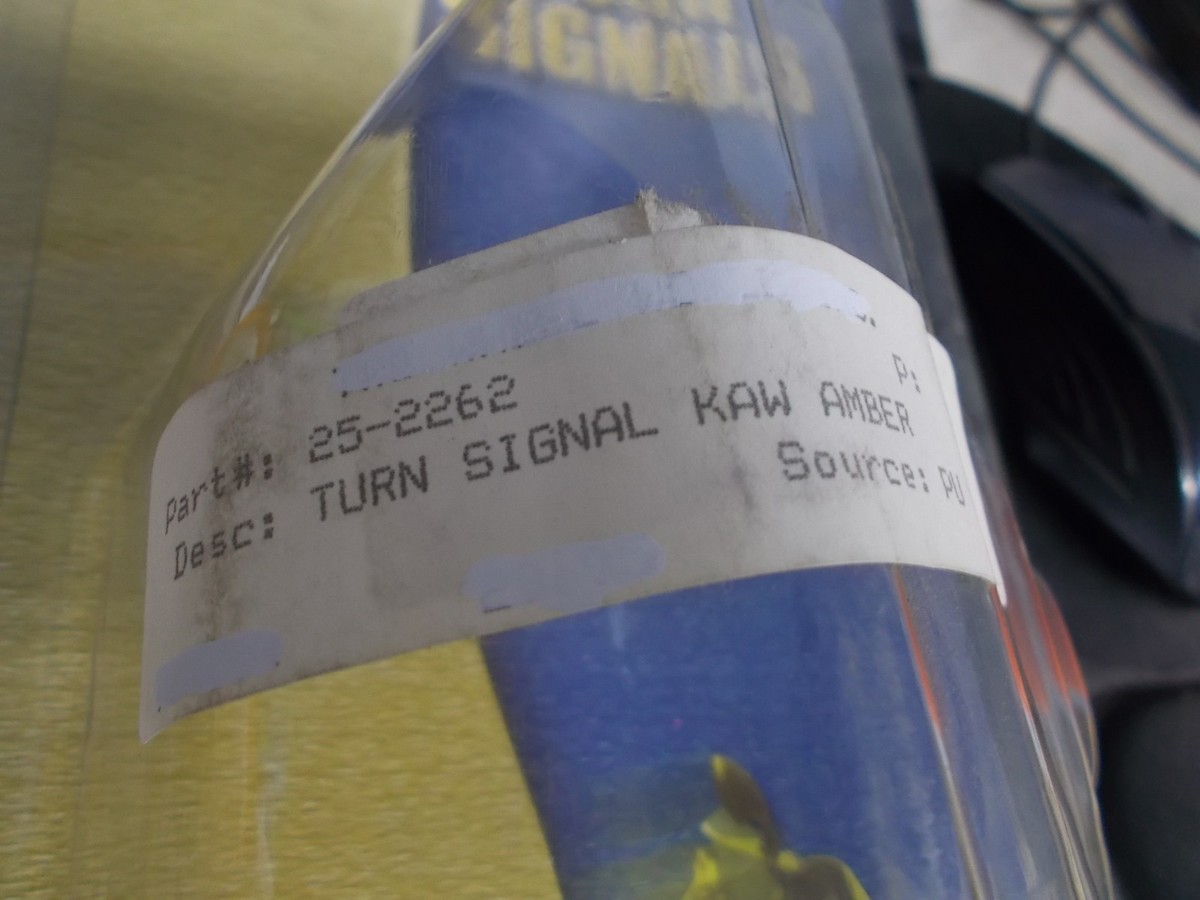 SIGNALS
P:
Part#: 25-2262
Desc: TURN SIGNAL KAW AMBER
Source: PU